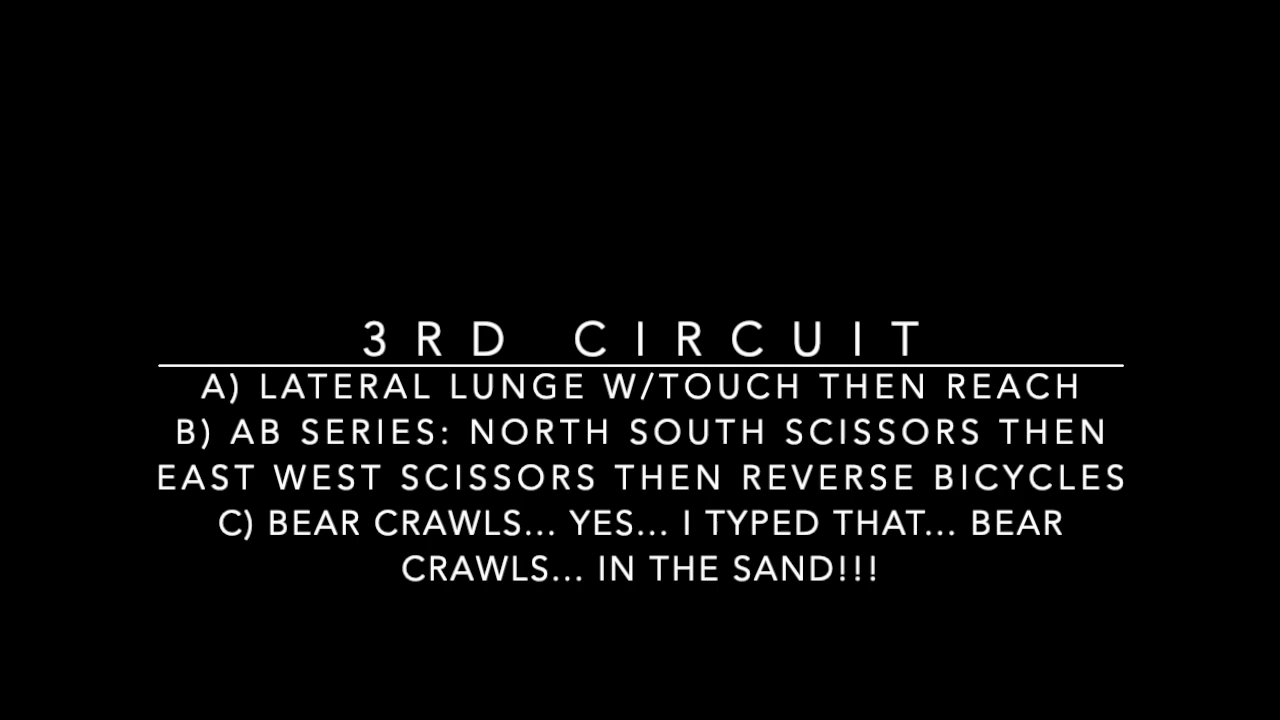 3RD CIRCUIT
A) LATERAL LUNGE W/TOUCH THEN REACH
B) AB SERIES: NORTH SOUTH SCISSORS THEN
EAST WEST SCISSORS THEN REVERSE BICYCLES
C) BEAR CRAWLS... YES... I TYPED THAT... BEAR
CRAWLS... IN THE SAND!!!